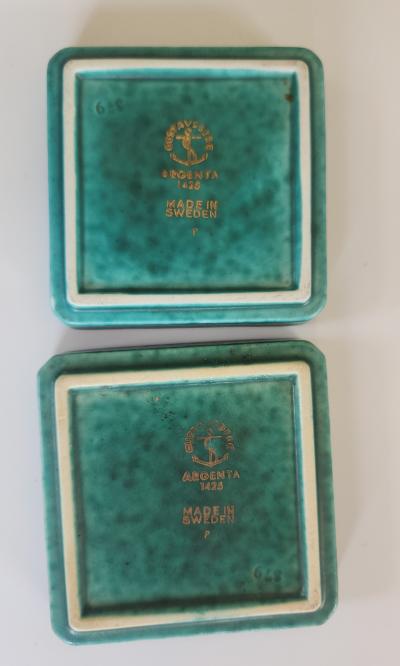 GUSTAVSBERG
ARGENTA
1425
MADE IN
SWEDEN
P
GUSTAVSBERG
ARGENTA
1425
MADE IN
SWEDEN
P